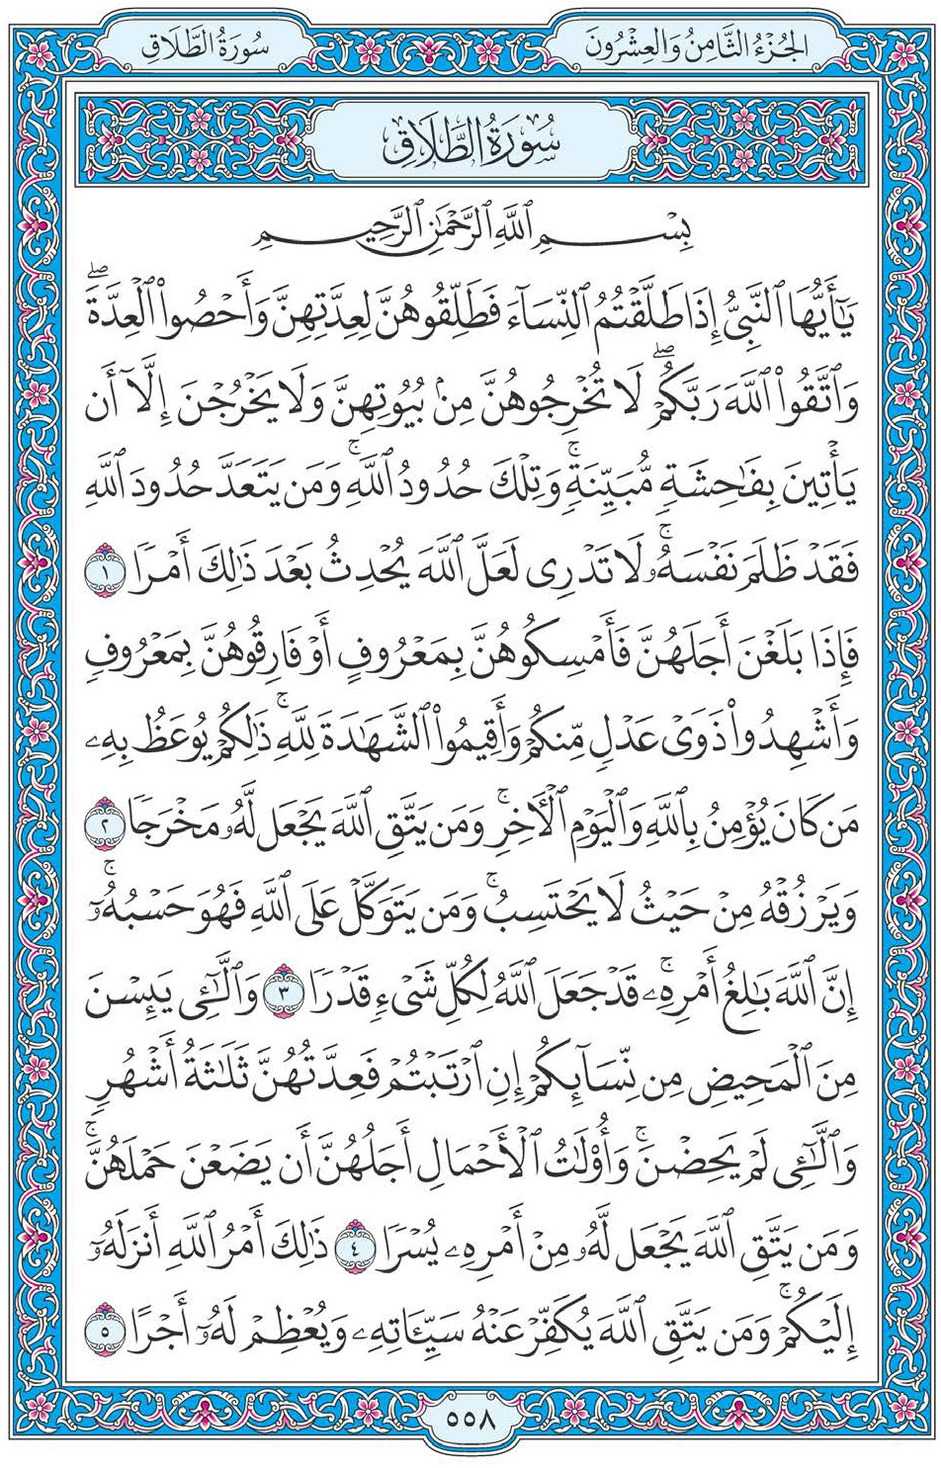 الجُزْءُ الثَّامِنُ وَالعِشْرُونَ
سُورَةُ الطَّلَاقِ
سُورَةُ الطَّلَاقِ
بِسْمِ ٱللَّهِ ٱلرَّحْمَٰنِ ٱلرَّحِيمِ
يَٰٓأَيُّهَا ٱلنَّبِىُّ إِذَا طَلَّقْتُمُ ٱلنِّسَآءَ فَطَلِّقُوهُنَّ لِعِدَّتِهِنَّ وَأَحْصُوا۟ ٱلْعِدَّةَۖ
وَٱتَّقُوا۟ ٱللَّهَ رَبَّكُمْۖ لَا تُخْرِجُوهُنَّ مِنۢ بُيُوتِهِنَّ وَلَا يَخْرُجْنَ إِلَّآ أَن
يَأْتِينَ بِفَٰحِشَةٍ مُّبَيِّنَةٍۚ وَتِلْكَ حُدُودُ ٱللَّهِۚ وَمَن يَتَعَدَّ حُدُودَ ٱللَّهِ
فَقَدْ ظَلَمَ نَفْسَهُۥۚ لَا تَدْرِى لَعَلَّ ٱللَّهَ يُحْدِثُ بَعْدَ ذَٰلِكَ أَمْرًا ١
فَإِذَا بَلَغْنَ أَجَلَهُنَّ فَأَمْسِكُوهُنَّ بِمَعْرُوفٍ أَوْ فَارِقُوهُنَّ بِمَعْرُوفٍ
وَأَشْهِدُوا۟ ذَوَىْ عَدْلٍ مِّنكُمْ وَأَقِيمُوا۟ ٱلشَّهَٰدَةَ لِلَّهِۚ ذَٰلِكُمْ يُوعَظُ بِهِۦ
مَن كَانَ يُؤْمِنُ بِٱللَّهِ وَٱلْيَوْمِ ٱلْأَخِرِۚ وَمَن يَتَّقِ ٱللَّهَ يَجْعَل لَّهُۥ مَخْرَجًا ٢
وَيَرْزُقْهُ مِنْ حَيْثُ لَا يَحْتَسِبُۚ وَمَن يَتَوَكَّلْ عَلَى ٱللَّهِ فَهُوَ حَسْبُهُۥٓۚ
إِنَّ ٱللَّهَ بَٰلِغُ أَمْرِهِۦۚ قَدْ جَعَلَ ٱللَّهُ لِكُلِّ شَىْءٍ قَدْرًا ٣ وَٱلَّٰٓـِٔى يَئِسْنَ
مِنَ ٱلْمَحِيضِ مِن نِّسَآئِكُمْ إِنِ ٱرْتَبْتُمْ فَعِدَّتُهُنَّ ثَلَٰثَةُ أَشْهُرٍ
وَٱلَّٰٓـِٔى لَمْ يَحِضْنَۚ وَأُو۟لَٰتُ ٱلْأَحْمَالِ أَجَلُهُنَّ أَن يَضَعْنَ حَمْلَهُنَّۚ
وَمَن يَتَّقِ ٱللَّهَ يَجْعَل لَّهُۥ مِنْ أَمْرِهِۦ يُسْرًا ٤ ذَٰلِكَ أَمْرُ ٱللَّهِ أَنزَلَهُۥٓ
إِلَيْكُمْۚ وَمَن يَتَّقِ ٱللَّهَ يُكَفِّرْ عَنْهُ سَيِّـَٔاتِهِۦ وَيُعْظِمْ لَهُۥٓ أَجْرًا ٥
٥٥٨